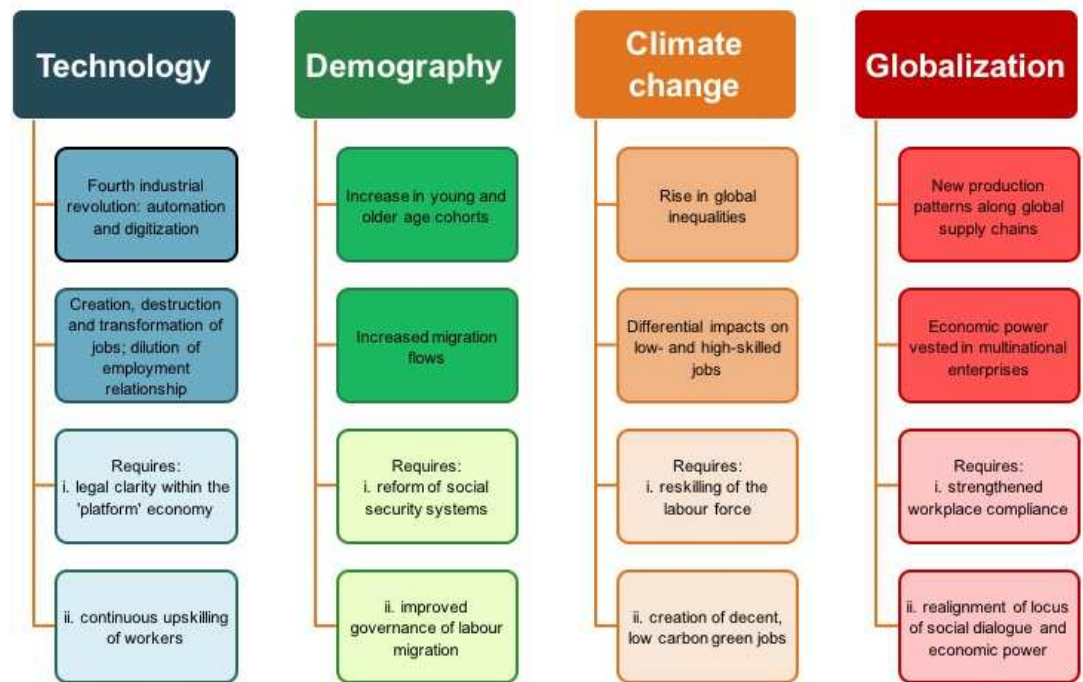 Technology
Fourth industrial
revolution: automation
and digitization
Creation, destruction
and transformation of
jobs; dilution of
employment
relationship
Requires:
i. legal clarity within the
'platform' economy
ii. continuous upskilling
of workers
Demography
Increase in young and
older age cohorts
Increased migration
flows
Requires:
i. reform of social
security systems
ii. improved
governance of labour
migration
Climate
change
Rise in global
inequalities
Differential impacts on
low- and high-skilled
jobs
Requires:
i. reskilling of the
labour force
ii. creation of decent,
low carbon green jobs
Globalization
New production
patterns along global
supply chains
Economic power
vested in multinational
enterprises
Requires:
i. strengthened
workplace compliance
ii. realignment of locus
of social dialogue and
economic power